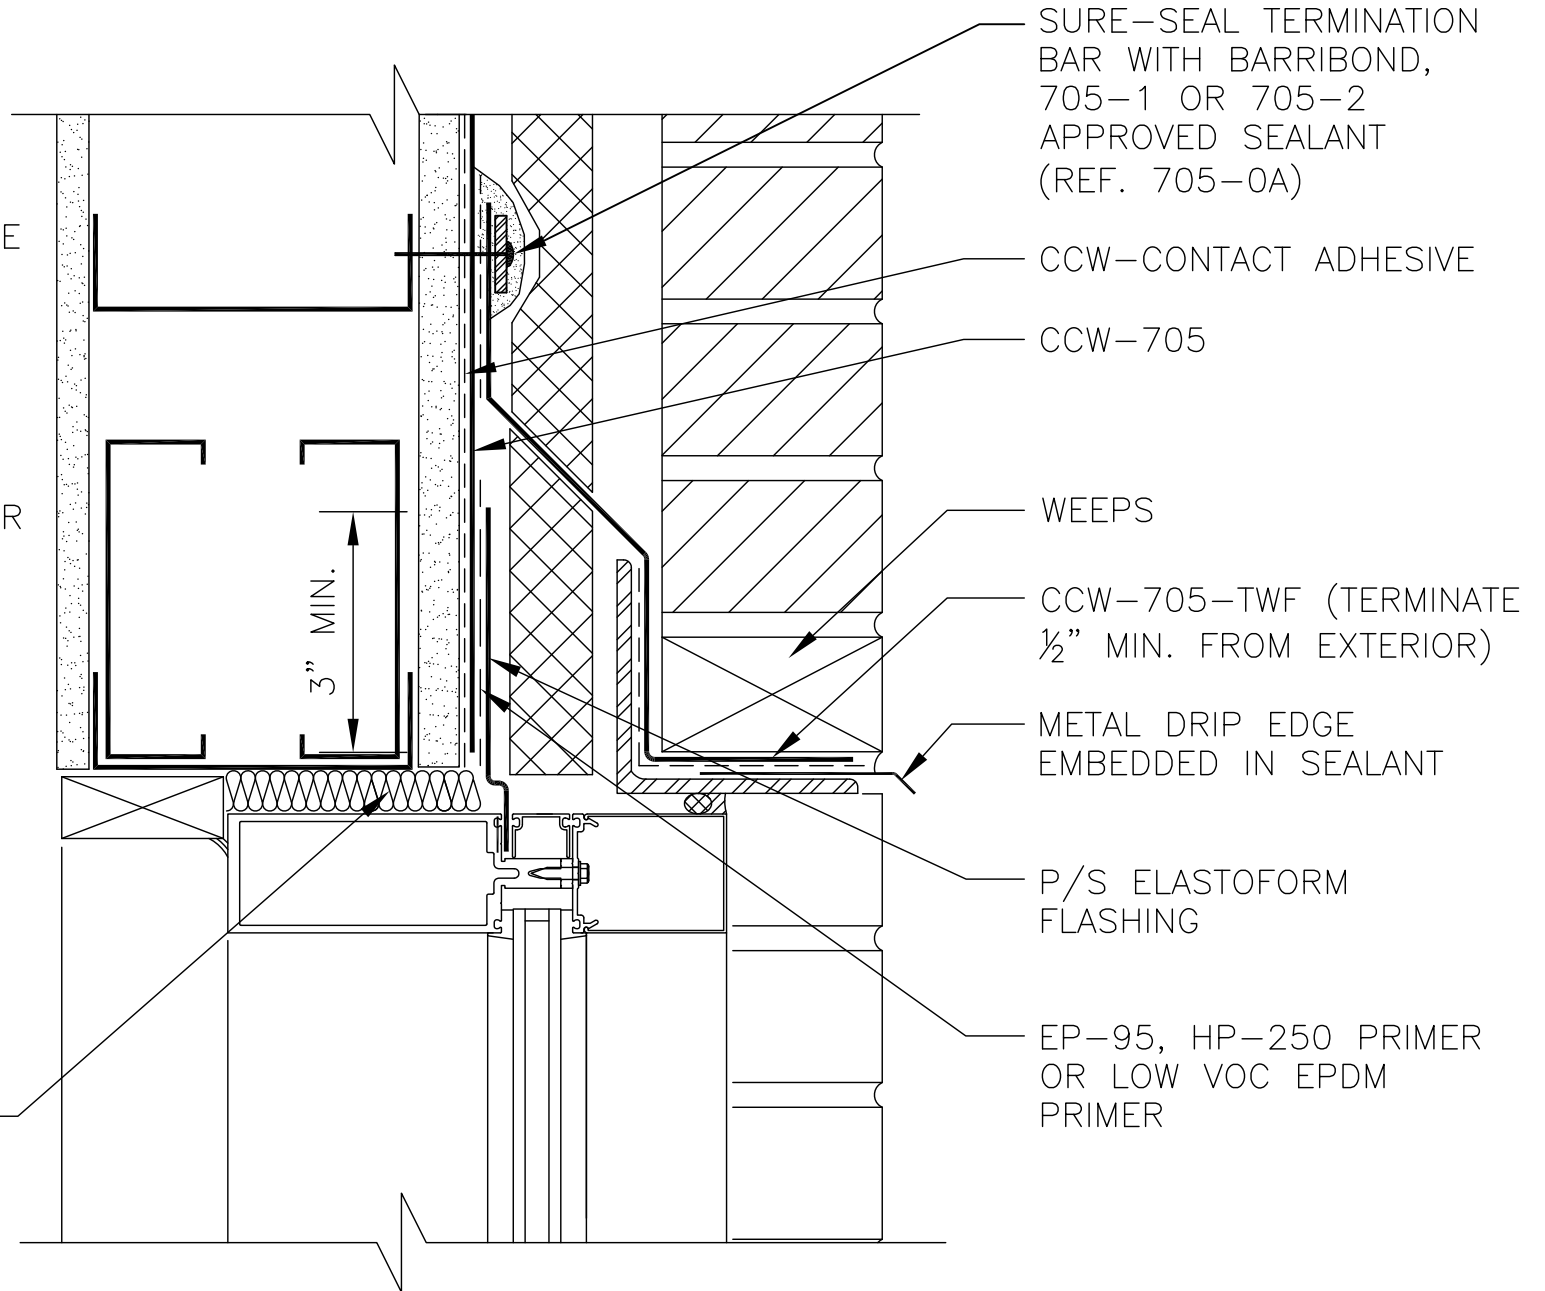 SURE-SEAL TERMINATION
BAR WITH BARRIBOND,
705-1 OR 705-2
APPROVED SEALANT
(REF. 705-0A)
E
CCW-CONTACT ADHESIVE
CCW-705
R
WEEPS
3" MIN.
CCW-705-TWF (TERMINATE
½" MIN. FROM EXTERIOR)
METAL DRIP EDGE
EMBEDDED IN SEALANT
P/S ELASTOFORM
FLASHING
EP-95, HP-250 PRIMER
OR LOW VOC EPDM
PRIMER